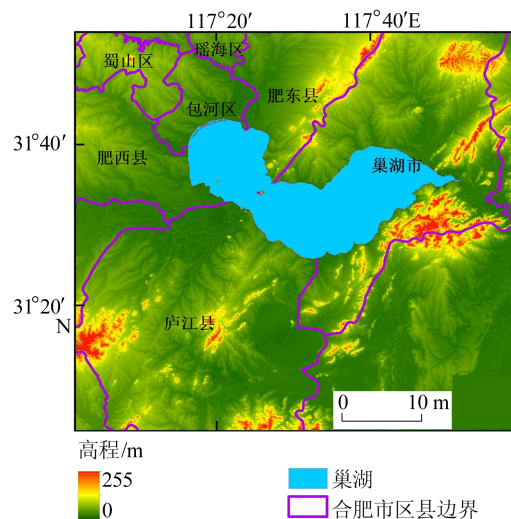 117°20′ 117°40′E
瑶海区
蜀山区
肥东县
包河区
31°40′
肥西县
巢湖市
31°20′
N
庐江县
0 10 m
高程/m
255
0
巢湖
合肥市区县边界